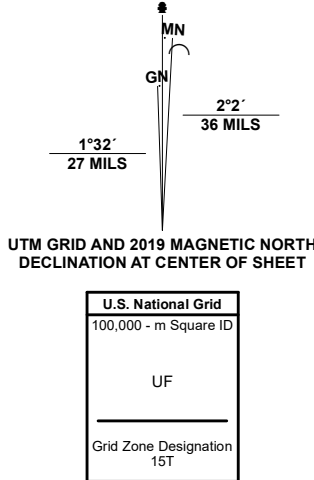 MN
GN
2°2´
36 MILS
1°32´
27 MILS
UTM GRID AND 2019 MAGNETIC NORTH
DECLINATION AT CENTER OF SHEET
U.S. National Grid
100,000 - m Square ID
UF
Grid Zone Designation
15T